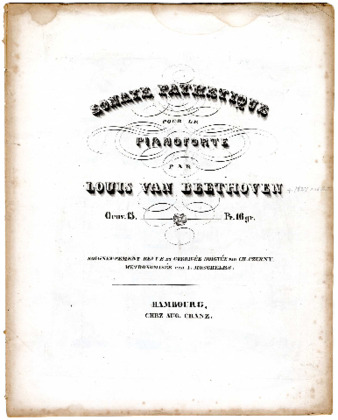 SONATE PATHETIQUE
POUR LE
PIANOFORTE
PAR
LOUIS VAN BEETHOVEN
Oeuv. 13. Pr. 16 gr.
SOIGNEUSEMENT REVUE ET CORRIGÉE DOIGTÉE PAR CH. CZERNY.
METRONOMISÉE PAR I. MOSCHELES.
HAMBOURG,
CHEZ AUG. CRANZ.